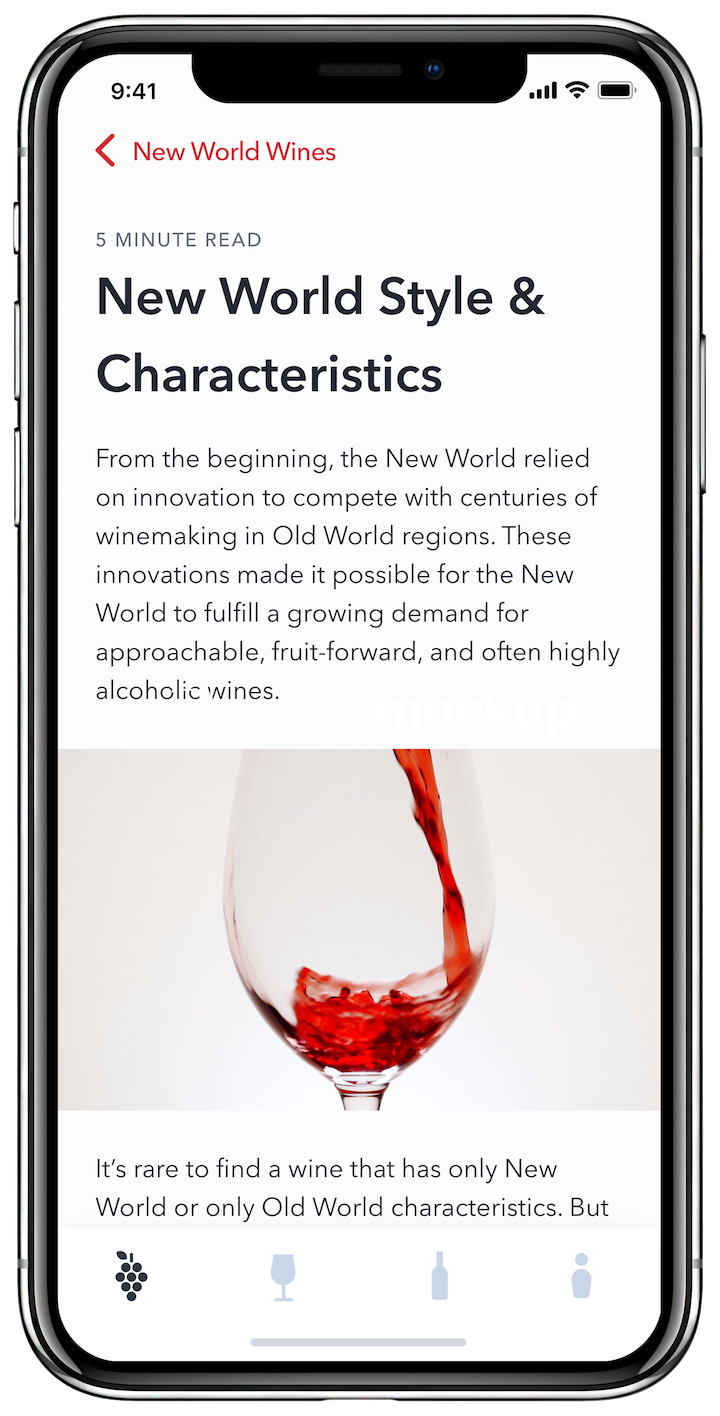 9:41
New World Wines
5 MINUTE READ
New World Style &
Characteristics
From the beginning, the New World relied
on innovation to compete with centuries of
winemaking in Old World regions. These
innovations made it possible for the New
World to fulfill a growing demand for
approachable, fruit-forward, and often highly
alcoholic wines.
iPhone X mockup
It’s rare to find a wine that has only New
World or only Old World characteristics. But